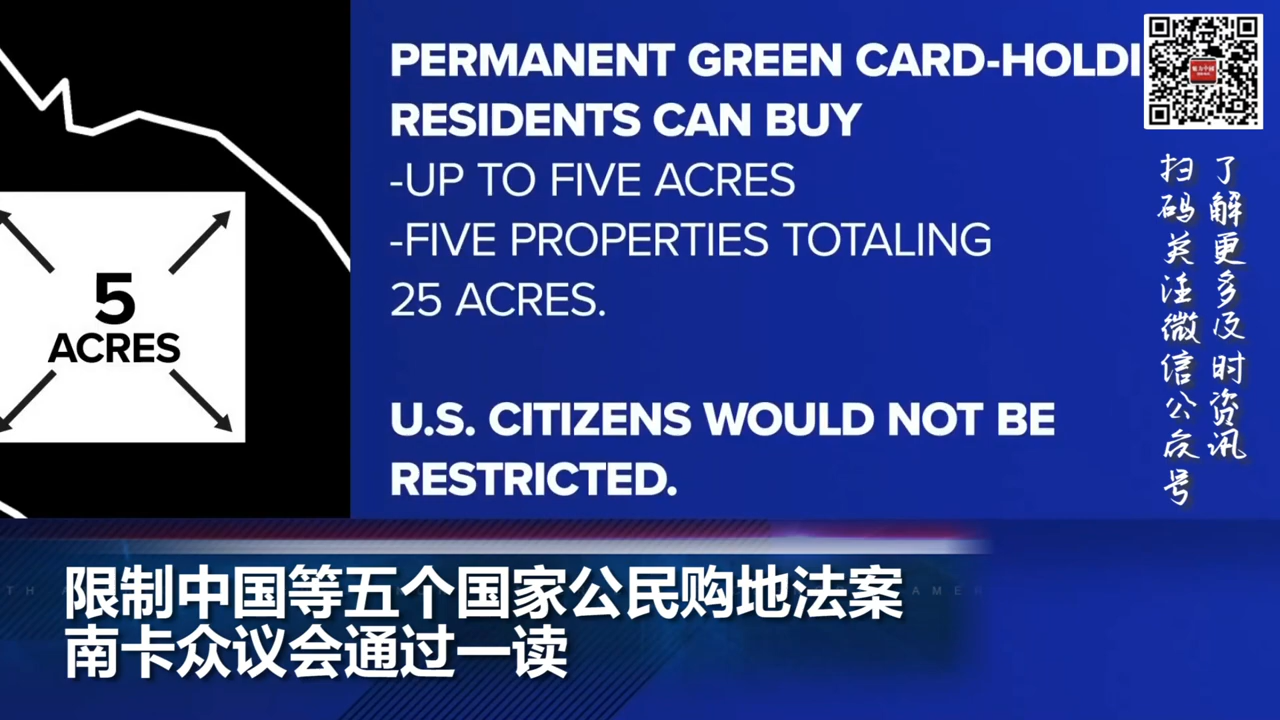 PERMANENT GREEN CARD-HOLDI
RESIDENTS CAN BUY
-UP TO FIVE ACRES
-FIVE PROPERTIES TOTALING
25 ACRES.
U.S. CITIZENS WOULD NOT BE
RESTRICTED.
5
ACRES
了解更多及时资讯
扫码关注微信公众号
限制中国等五个国家公民购地法案
南卡众议会通过一读